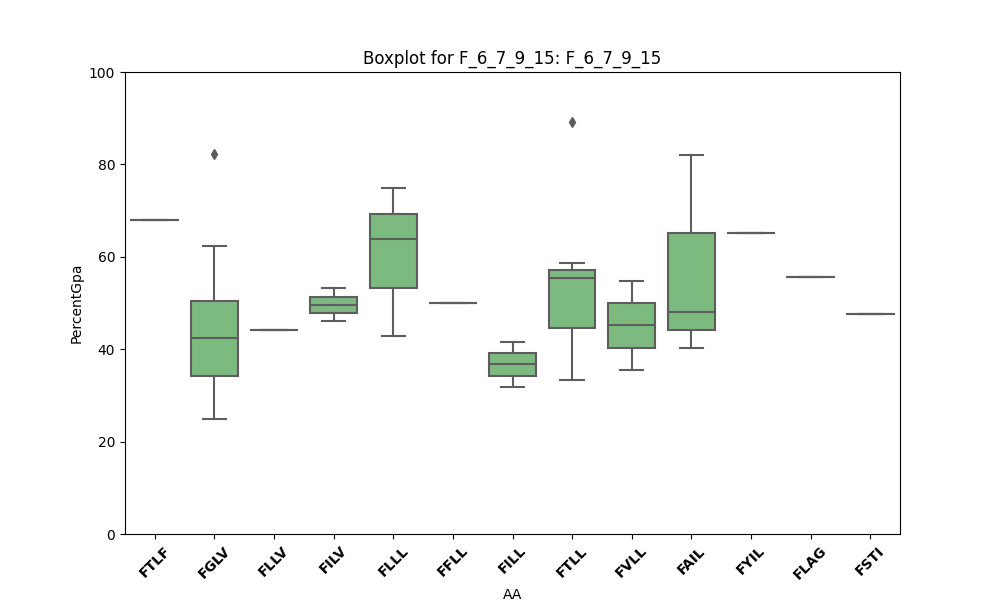 Boxplot for F_6_7_9_15: F_6_7_9_15
100
80
60
40
20
0
PercentGpa
FTLF FGLV FLLV FILV FLLL FFLL FILL FTLL FVLL FAIL FYIL FLAG FSTI
AA